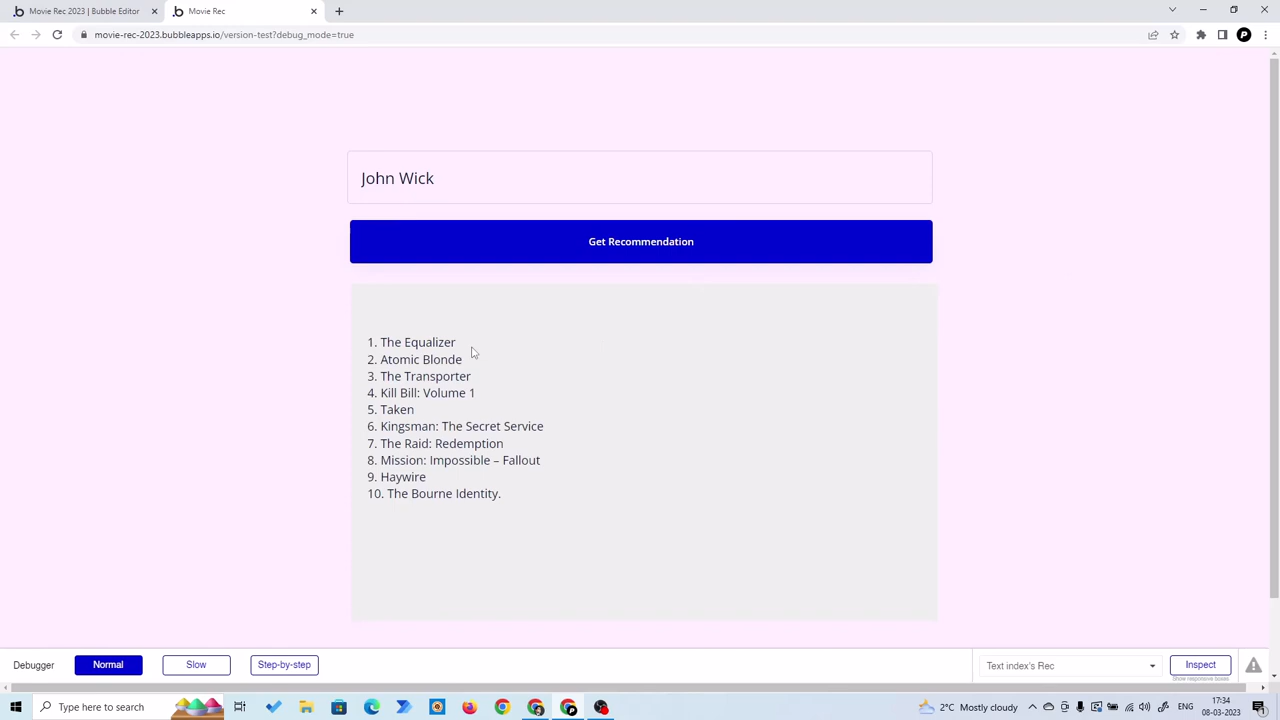 Movie Rec 2023 | Bubble Editor
Movie Rec
movie-rec-2023.bubbleapps.io/version-test?debug_mode=true
John Wick
Get Recommendation
1. The Equalizer
2. Atomic Blonde
3. The Transporter
4. Kill Bill: Volume 1
5. Taken
6. Kingsman: The Secret Service
7. The Raid: Redemption
8. Mission: Impossible – Fallout
9. Haywire
10. The Bourne Identity.
Debugger
Normal
Slow
Step-by-step
Text index's Rec
Inspect
Show responsive boxes
Type here to search
2°C Mostly cloudy
ENG
17:34
08-03-2023